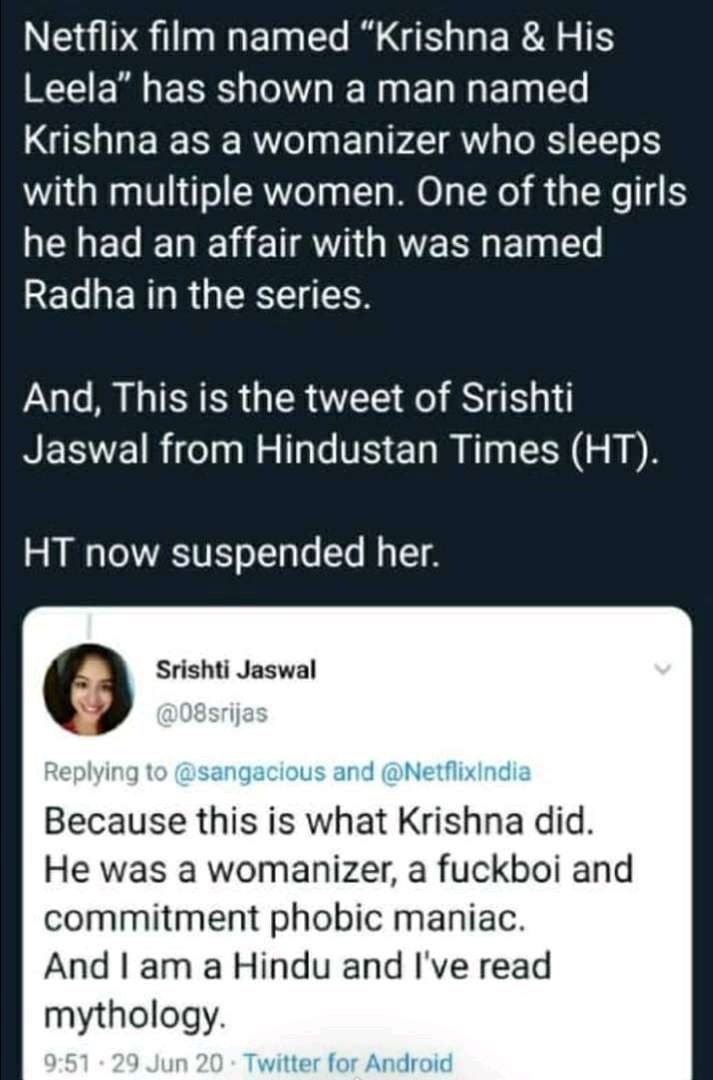 Netflix film named “Krishna & His
Leela” has shown a man named
Krishna as a womanizer who sleeps
with multiple women. One of the girls
he had an affair with was named
Radha in the series.
And, This is the tweet of Srishti
Jaswal from Hindustan Times (HT).
HT now suspended her.
Srishti Jaswal
@08srijas
Replying to @sangacious and @NetflixIndia
Because this is what Krishna did.
He was a womanizer, a fuckboi and
commitment phobic maniac.
And I am a Hindu and I've read
mythology.
9:51 · 29 Jun 20 · Twitter for Android